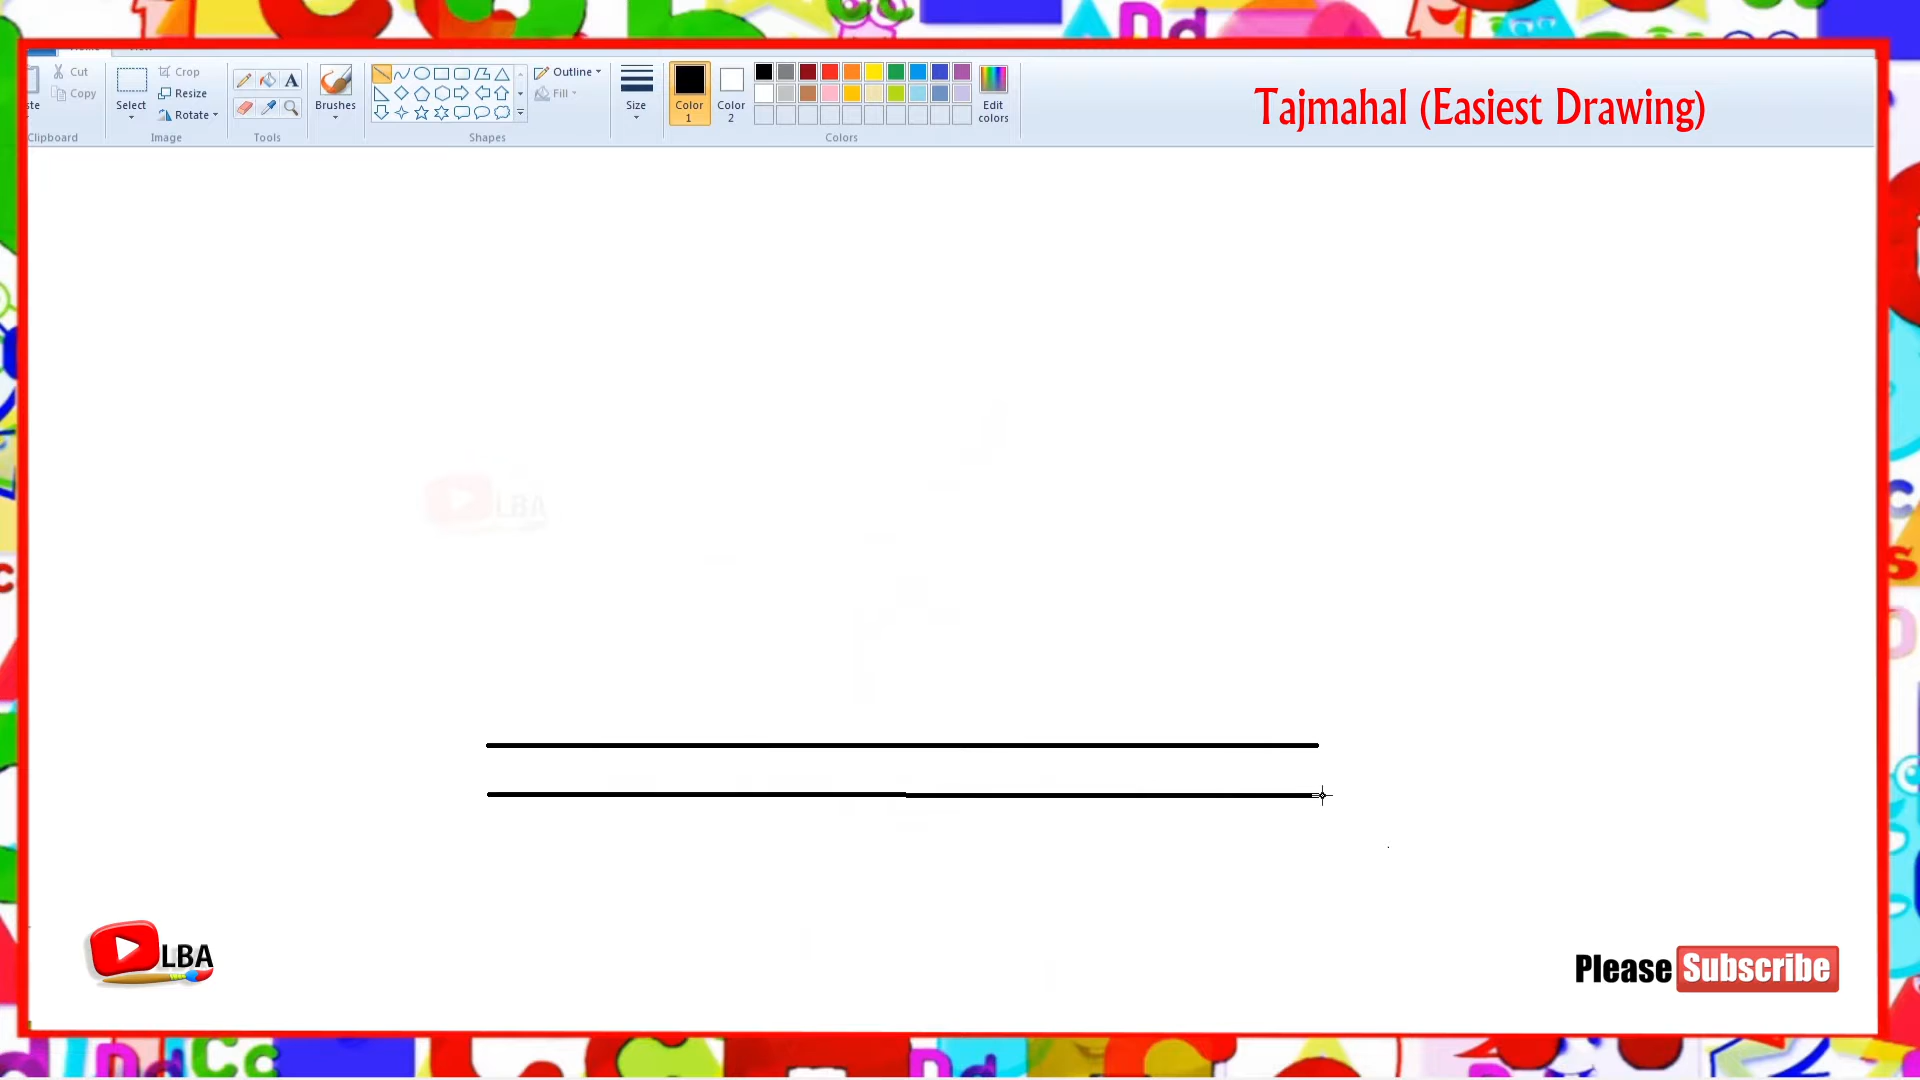 Cut
Copy
Clipboard
Select
Crop
Resize
Rotate
Image
A
Tools
Brushes
Shapes
Outline
Fill
Size
Color
1
Color
2
Edit
colors
Colors
Tajmahal (Easiest Drawing)
LBA
LBA
Please Subscribe